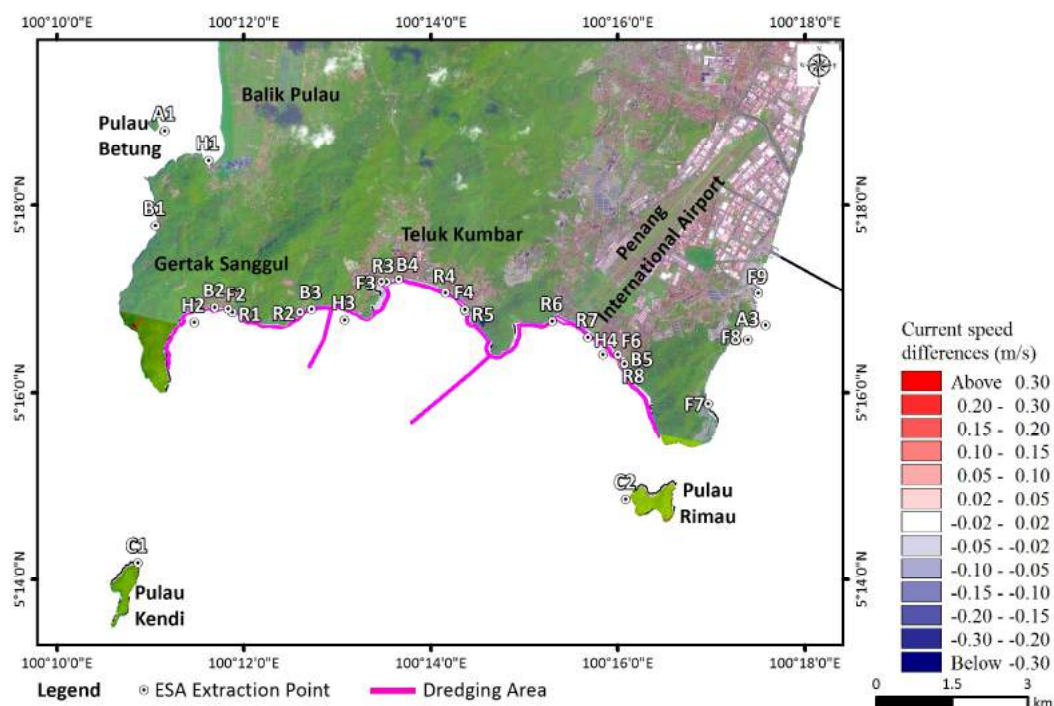 100°10'0"E 100°12'0"E 100°14'0"E 100°16'0"E 100°18'0"E
5°18'0"N 5°18'0"N
5°16'0"N 5°16'0"N
5°14'0"N 5°14'0"N
Balik Pulau
A1
Pulau
Betung
H1
B1
Gertak Sanggul
Teluk Kumbar
Penang
International Airport
H2
B2
F2
R1
R2
B3
H3
F3
R3
B4
R4
F4
R5
R6
R7
H4
F6
B5
R8
F9
A3
F8
F7
C2
Pulau
Rimau
C1
Pulau
Kendi
100°10'0"E 100°12'0"E 100°14'0"E 100°16'0"E 100°18'0"E
Legend ESA Extraction Point Dredging Area
Current speed
differences (m/s)
Above 0.30
0.20 - 0.30
0.15 - 0.20
0.10 - 0.15
0.05 - 0.10
0.02 - 0.05
-0.02 - 0.02
-0.05 - -0.02
-0.10 - -0.05
-0.15 - -0.10
-0.20 - -0.15
-0.30 - -0.20
Below -0.30
0 1.5 3
km